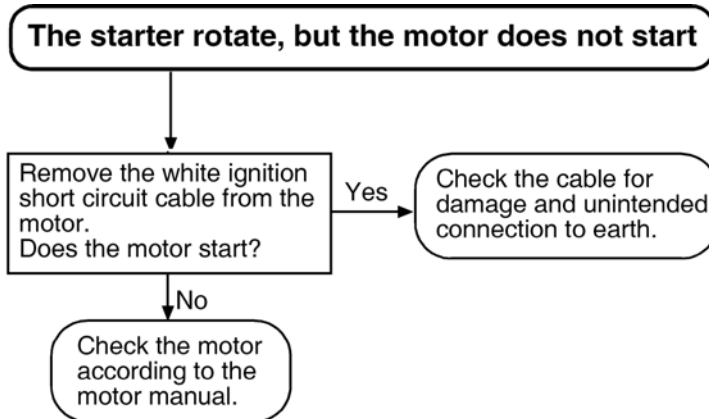 The starter rotate, but the motor does not start
Remove the white ignition
short circuit cable from the
motor.
Does the motor start?
Yes
Check the cable for
damage and unintended
connection to earth.
No
Check the motor
according to the
motor manual.